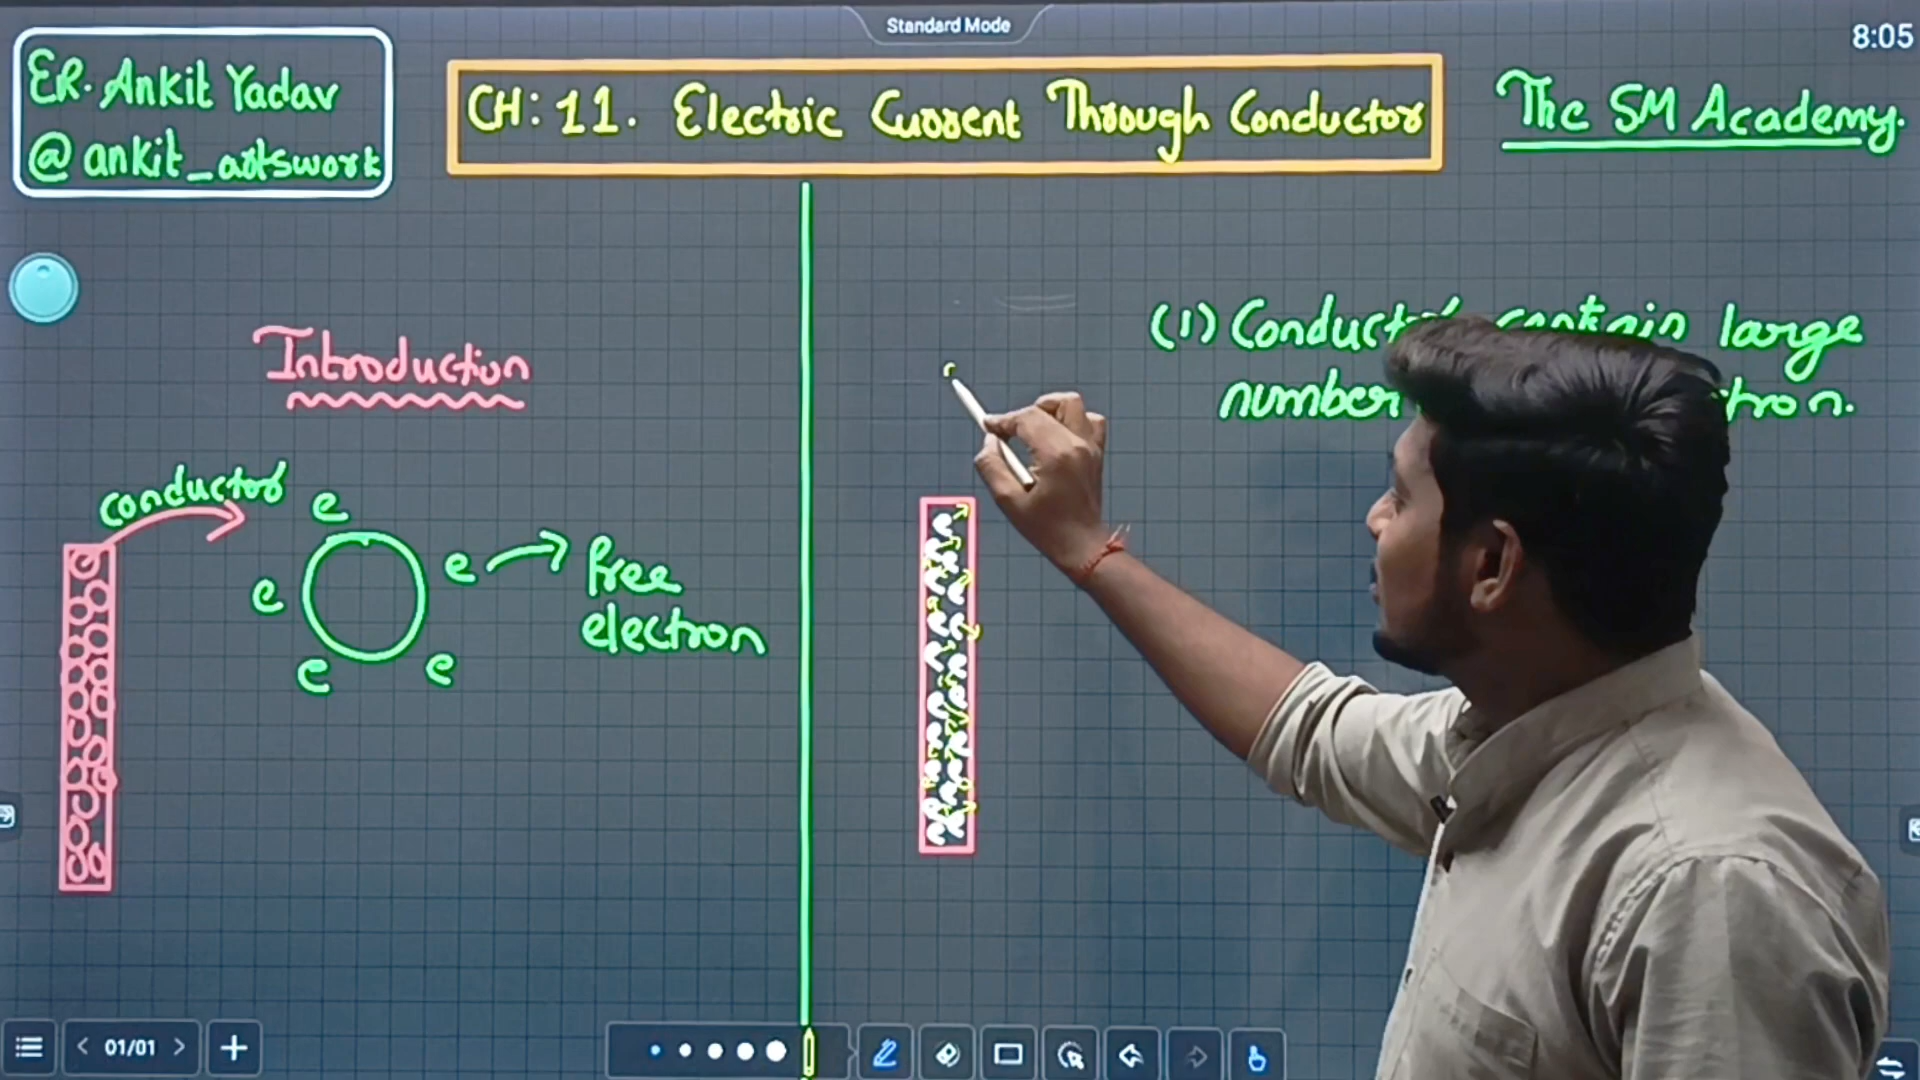 Standard Mode
8:05
ER. Ankit Yadav
@ankit_artswork
CH: 11. Electric Current Through Conductor
The SM Academy.
Introduction
conductor
e
e
e
e
e
Free
electron
(1) large
number
01/01